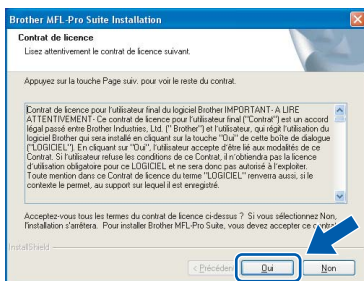 Brother MFL-Pro Suite Installation
Contrat de licence
Lisez attentivement le contrat de licence suivant.
Appuyez sur la touche Page suiv. pour voir le reste du contrat.
Contrat de licence pour l'utilisateur final du logiciel Brother IMPORTANT- A LIRE
ATTENTIVEMENT- Ce contrat de licence pour l'utilisateur final ("Contrat") est un accord
légal passé entre Brother Industries, Ltd. (" Brother") et l'utilisateur, qui régit l'utilisation du
logiciel Brother qui sera installé en cliquant sur la touche "Oui" de cette boîte de dialogue
("LOGICIEL"). En cliquant sur "Oui", l'utilisateur accepte d'être lié aux modalités de ce
Contrat. Si l'utilisateur refuse les conditions de ce Contrat, il n'obtiendra pas la licence
d'utilisation obligatoire pour ce LOGICIEL et ne sera donc pas autorisé à l'exploiter.
Toute mention dans ce Contrat de licence du terme "LOGICIEL" renverra aussi, si le
contexte le permet, au support sur lequel il est enregistré.
Acceptez-vous tous les termes du contrat de licence ci-dessus ? Si vous sélectionnez Non,
l'installation s'arrêtera. Pour installer Brother MFL-Pro Suite, vous devez accepter ce
InstallShield
< Précédent
Oui
Non